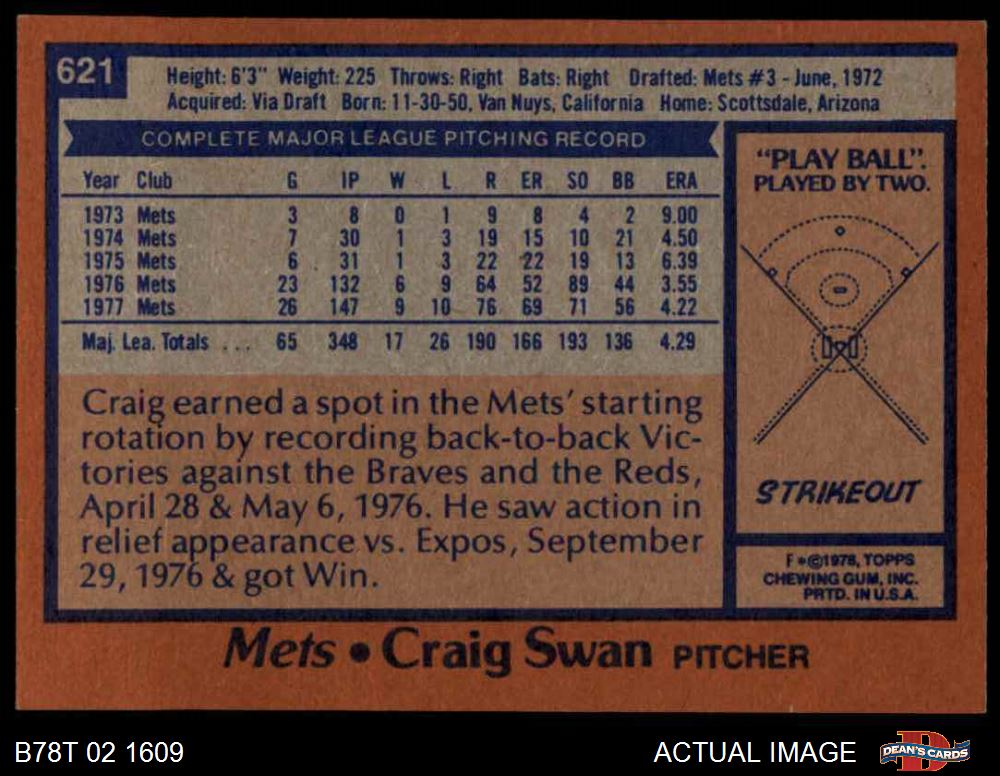 621
Height: 6'3" Weight: 225 Throws: Right Bats: Right Drafted: Mets #3 - June, 1972
Acquired: Via Draft Born: 11-30-50, Van Nuys, California Home: Scottsdale, Arizona
COMPLETE MAJOR LEAGUE PITCHING RECORD
Year Club G IP W L R ER SO BB ERA
1973 Mets 3 8 0 1 9 8 4 2 9.00
1974 Mets 7 30 1 3 19 15 10 21 4.50
1975 Mets 6 31 1 3 22 22 19 13 6.39
1976 Mets 23 132 6 9 64 52 89 44 3.55
1977 Mets 26 147 9 10 76 69 71 56 4.22
Maj. Lea. Totals ... 65 348 17 26 190 166 193 136 4.29
Craig earned a spot in the Mets' starting
rotation by recording back-to-back Vic-
tories against the Braves and the Reds,
April 28 & May 6, 1976. He saw action in
relief appearance vs. Expos, September
29, 1976 & got Win.
"PLAY BALL".
PLAYED BY TWO.
STRIKEOUT
F * © 1978, TOPPS
CHEWING GUM, INC.
PRTD. IN U.S.A.
Mets • Craig Swan PITCHER
B78T 02 1609
ACTUAL IMAGE
D
DEAN'S CARDS